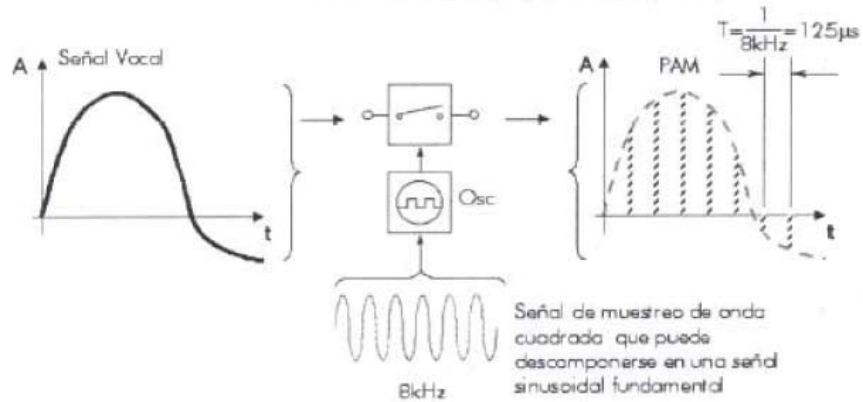 A
Señal Vocal
t
Osc
8kHz
T=1/8kHz=125µs
A
PAM
t
Señal de muestreo de onda
cuadrada que puede
descomponerse en una señal
sinusoidal fundamental